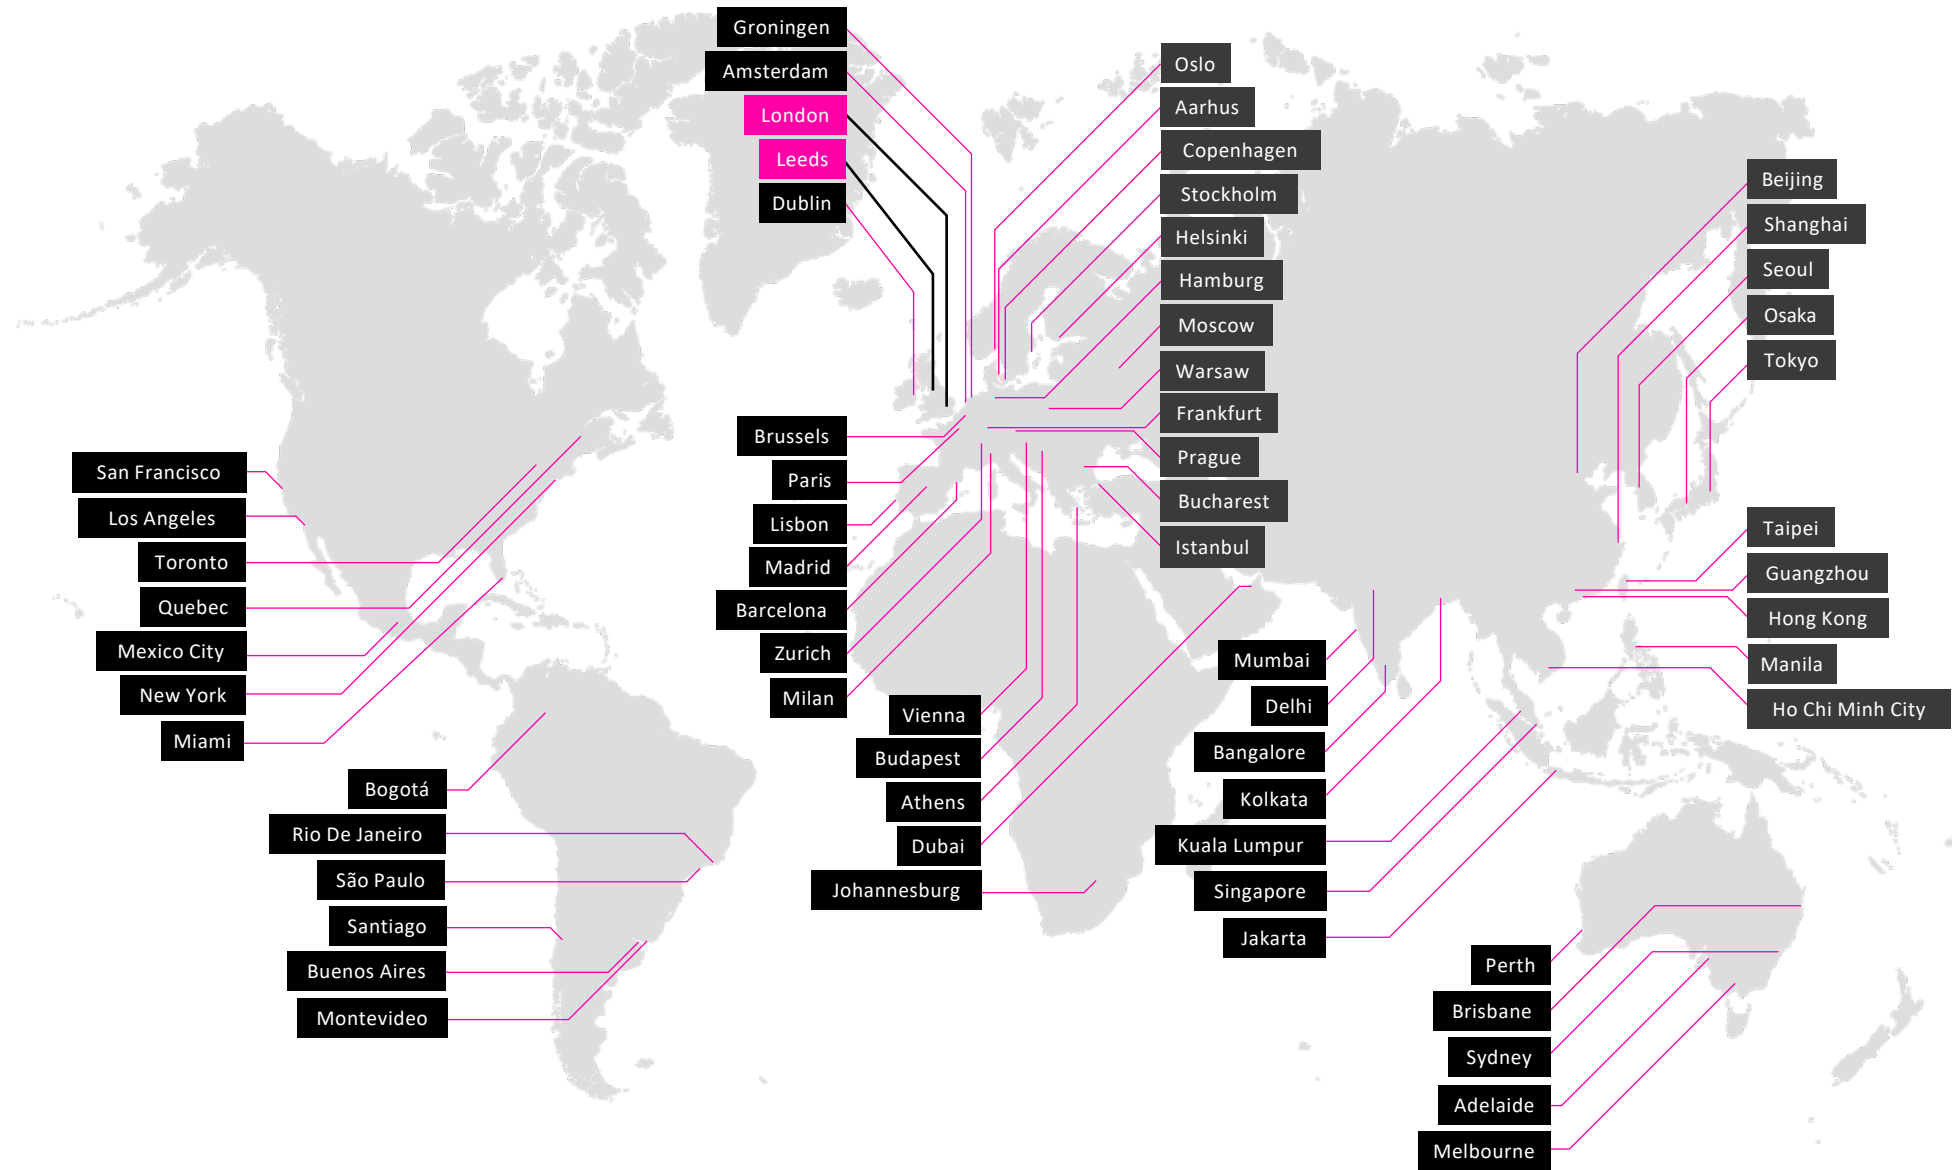 Groningen
Amsterdam
London
Leeds
Dublin
Oslo
Aarhus
Copenhagen
Stockholm
Helsinki
Hamburg
Moscow
Warsaw
Frankfurt
Prague
Bucharest
Istanbul
Beijing
Shanghai
Seoul
Osaka
Tokyo
Brussels
Paris
Lisbon
Madrid
Barcelona
Zurich
Milan
San Francisco
Los Angeles
Toronto
Quebec
Mexico City
New York
Miami
Taipei
Guangzhou
Hong Kong
Manila
Ho Chi Minh City
Vienna
Budapest
Athens
Dubai
Johannesburg
Mumbai
Delhi
Bangalore
Kolkata
Kuala Lumpur
Singapore
Jakarta
Bogotá
Rio De Janeiro
São Paulo
Santiago
Buenos Aires
Montevideo
Perth
Brisbane
Sydney
Adelaide
Melbourne